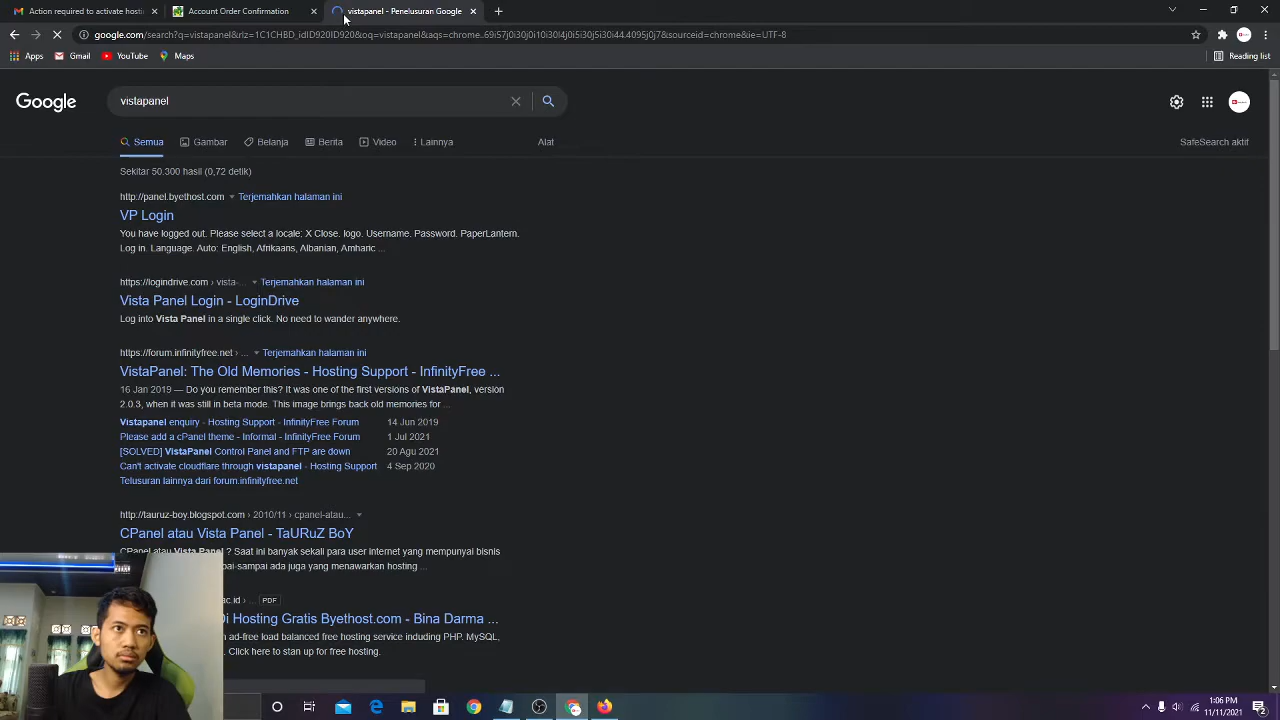 Action required to activate hosti
Account Order Confirmation
vistapanel - Penelusuran Google
google.com/search?q=vistapanel&rlz=1C1CHBD_idID920ID920&oq=vistapanel&aqs=chrome..69i57j0i30j0i10i30l4j0i5i30j5i30i44.4095j0j7&sourceid=chrome&ie=UTF-8
Apps Gmail YouTube Maps Reading list
Google vistapanel
Semua Gambar Belanja Berita Video Lainnya Alat SafeSearch aktif
Sekitar 50.300 hasil (0,72 detik)
http://panel.byethost.com Terjemahkan halaman ini
VP Login
You have logged out. Please select a locale: X Close. logo. Username. Password. PaperLantern.
Log in. Language. Auto: English, Afrikaans, Albanian, Amharic ...
https://logindrive.com › vista-... Terjemahkan halaman ini
Vista Panel Login - LoginDrive
Log into Vista Panel in a single click. No need to wander anywhere.
https://forum.infinityfree.net › ... Terjemahkan halaman ini
VistaPanel: The Old Memories - Hosting Support - InfinityFree ...
16 Jan 2019 — Do you remember this? It was one of the first versions of VistaPanel, version
2.0.3, when it was still in beta mode. This image brings back old memories for ...
Vistapanel enquiry - Hosting Support - InfinityFree Forum 14 Jun 2019
Please add a cPanel theme - Informal - InfinityFree Forum 1 Jul 2021
[SOLVED] VistaPanel Control Panel and FTP are down 20 Agu 2021
Can't activate cloudflare through vistapanel - Hosting Support 4 Sep 2020
Telusuran lainnya dari forum.infinityfree.net
http://tauruz-boy.blogspot.com › 2010/11 › cpanel-atau...
CPanel atau Vista Panel - TaURuZ BoY
CPanel atau Vista Panel ? Saat ini banyak sekali para user internet yang mempunyai bisnis
pai-sampai ada juga yang menawarkan hosting ...
ac.id › ... PDF
Di Hosting Gratis Byethost.com - Bina Darma ...
n ad-free load balanced free hosting service including PHP, MySQL,
Click here to start up for free hosting.
1:06 PM
11/11/2021